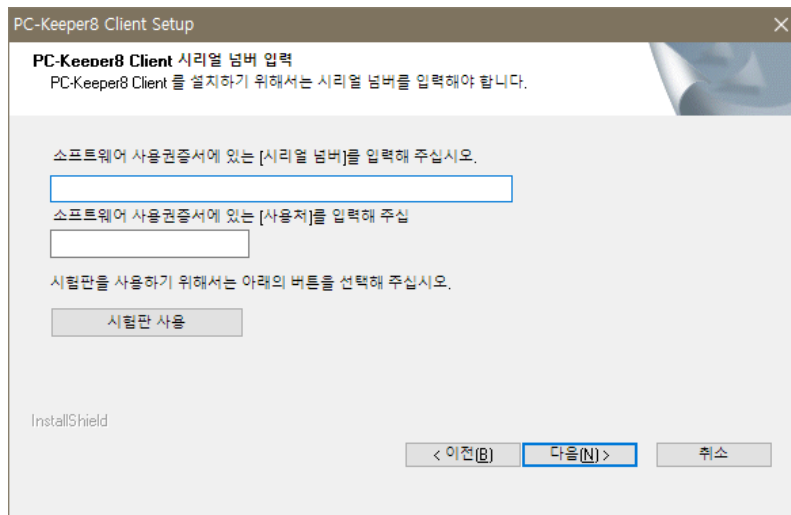 PC-Keeper8 Client Setup
PC-Keeper8 Client 시리얼 넘버 입력
PC-Keeper8 Client 를 설치하기 위해서는 시리얼 넘버를 입력해야 합니다.
소프트웨어 사용권증서에 있는 [시리얼 넘버]를 입력해 주십시오.
소프트웨어 사용권증서에 있는 [사용처]를 입력해 주십
시험판을 사용하기 위해서는 아래의 버튼을 선택해 주십시오.
시험판 사용
InstallShield
< 이전(B) 다음(N) > 취소